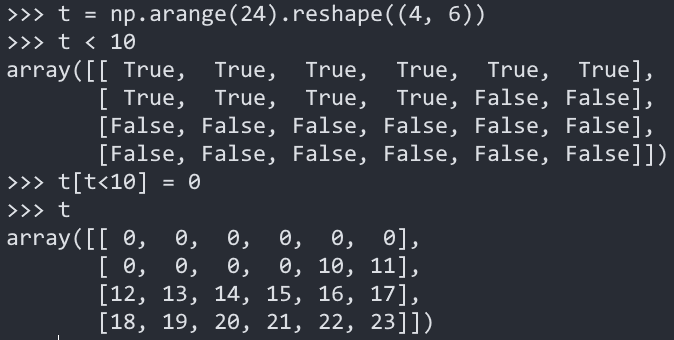 >>> t = np.arange(24).reshape((4, 6))
>>> t < 10
array([[ True,  True,  True,  True,  True,  True],
       [ True,  True,  True,  True, False, False],
       [False, False, False, False, False, False],
       [False, False, False, False, False, False]])
>>> t[t<10] = 0
>>> t
array([[ 0,  0,  0,  0,  0,  0],
       [ 0,  0,  0,  0, 10, 11],
       [12, 13, 14, 15, 16, 17],
       [18, 19, 20, 21, 22, 23]])